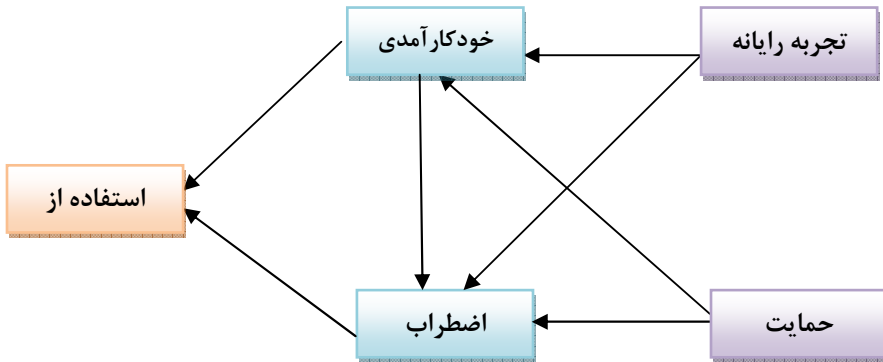 تجربه رایانه
خودکارآمدی
استفاده از
حمایت
اضطراب